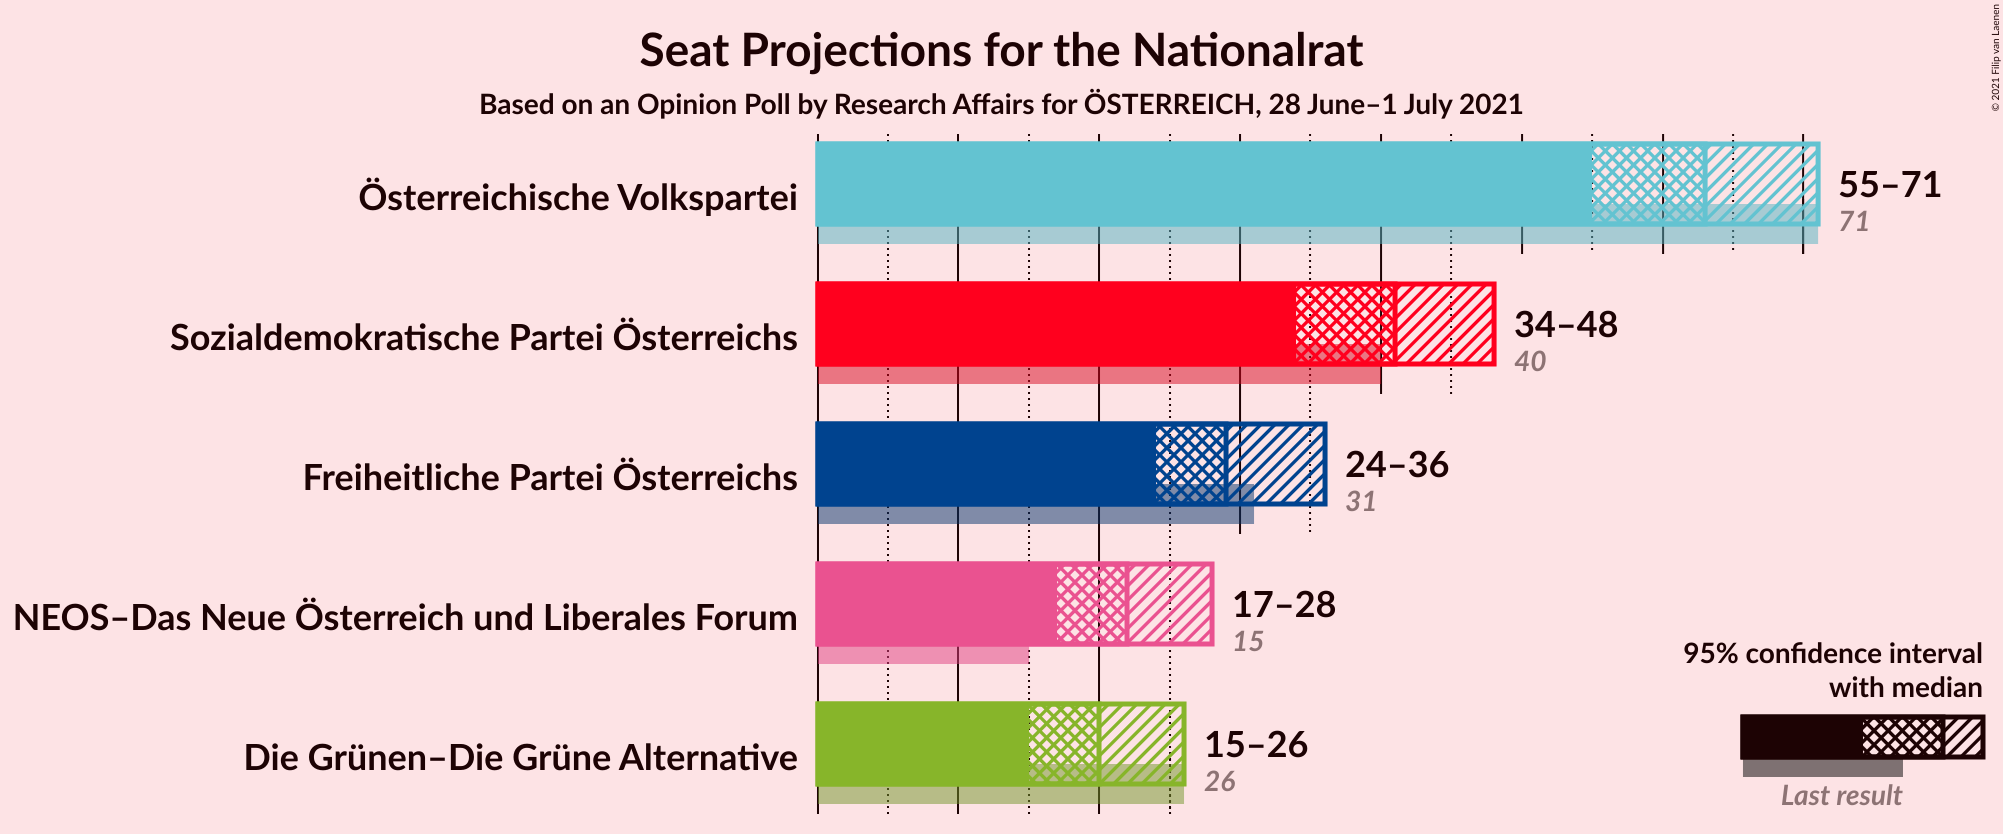 Seat Projections for the Nationalrat
Based on an Opinion Poll by Research Affairs for ÖSTERREICH, 28 June–1 July 2021
© 2021 Filip van Laenen
Österreichische Volkspartei
55–71
71
Sozialdemokratische Partei Österreichs
34–48
40
Freiheitliche Partei Österreichs
24–36
31
NEOS–Das Neue Österreich und Liberales Forum
17–28
15
Die Grünen–Die Grüne Alternative
15–26
26
95% confidence interval
with median
Last result